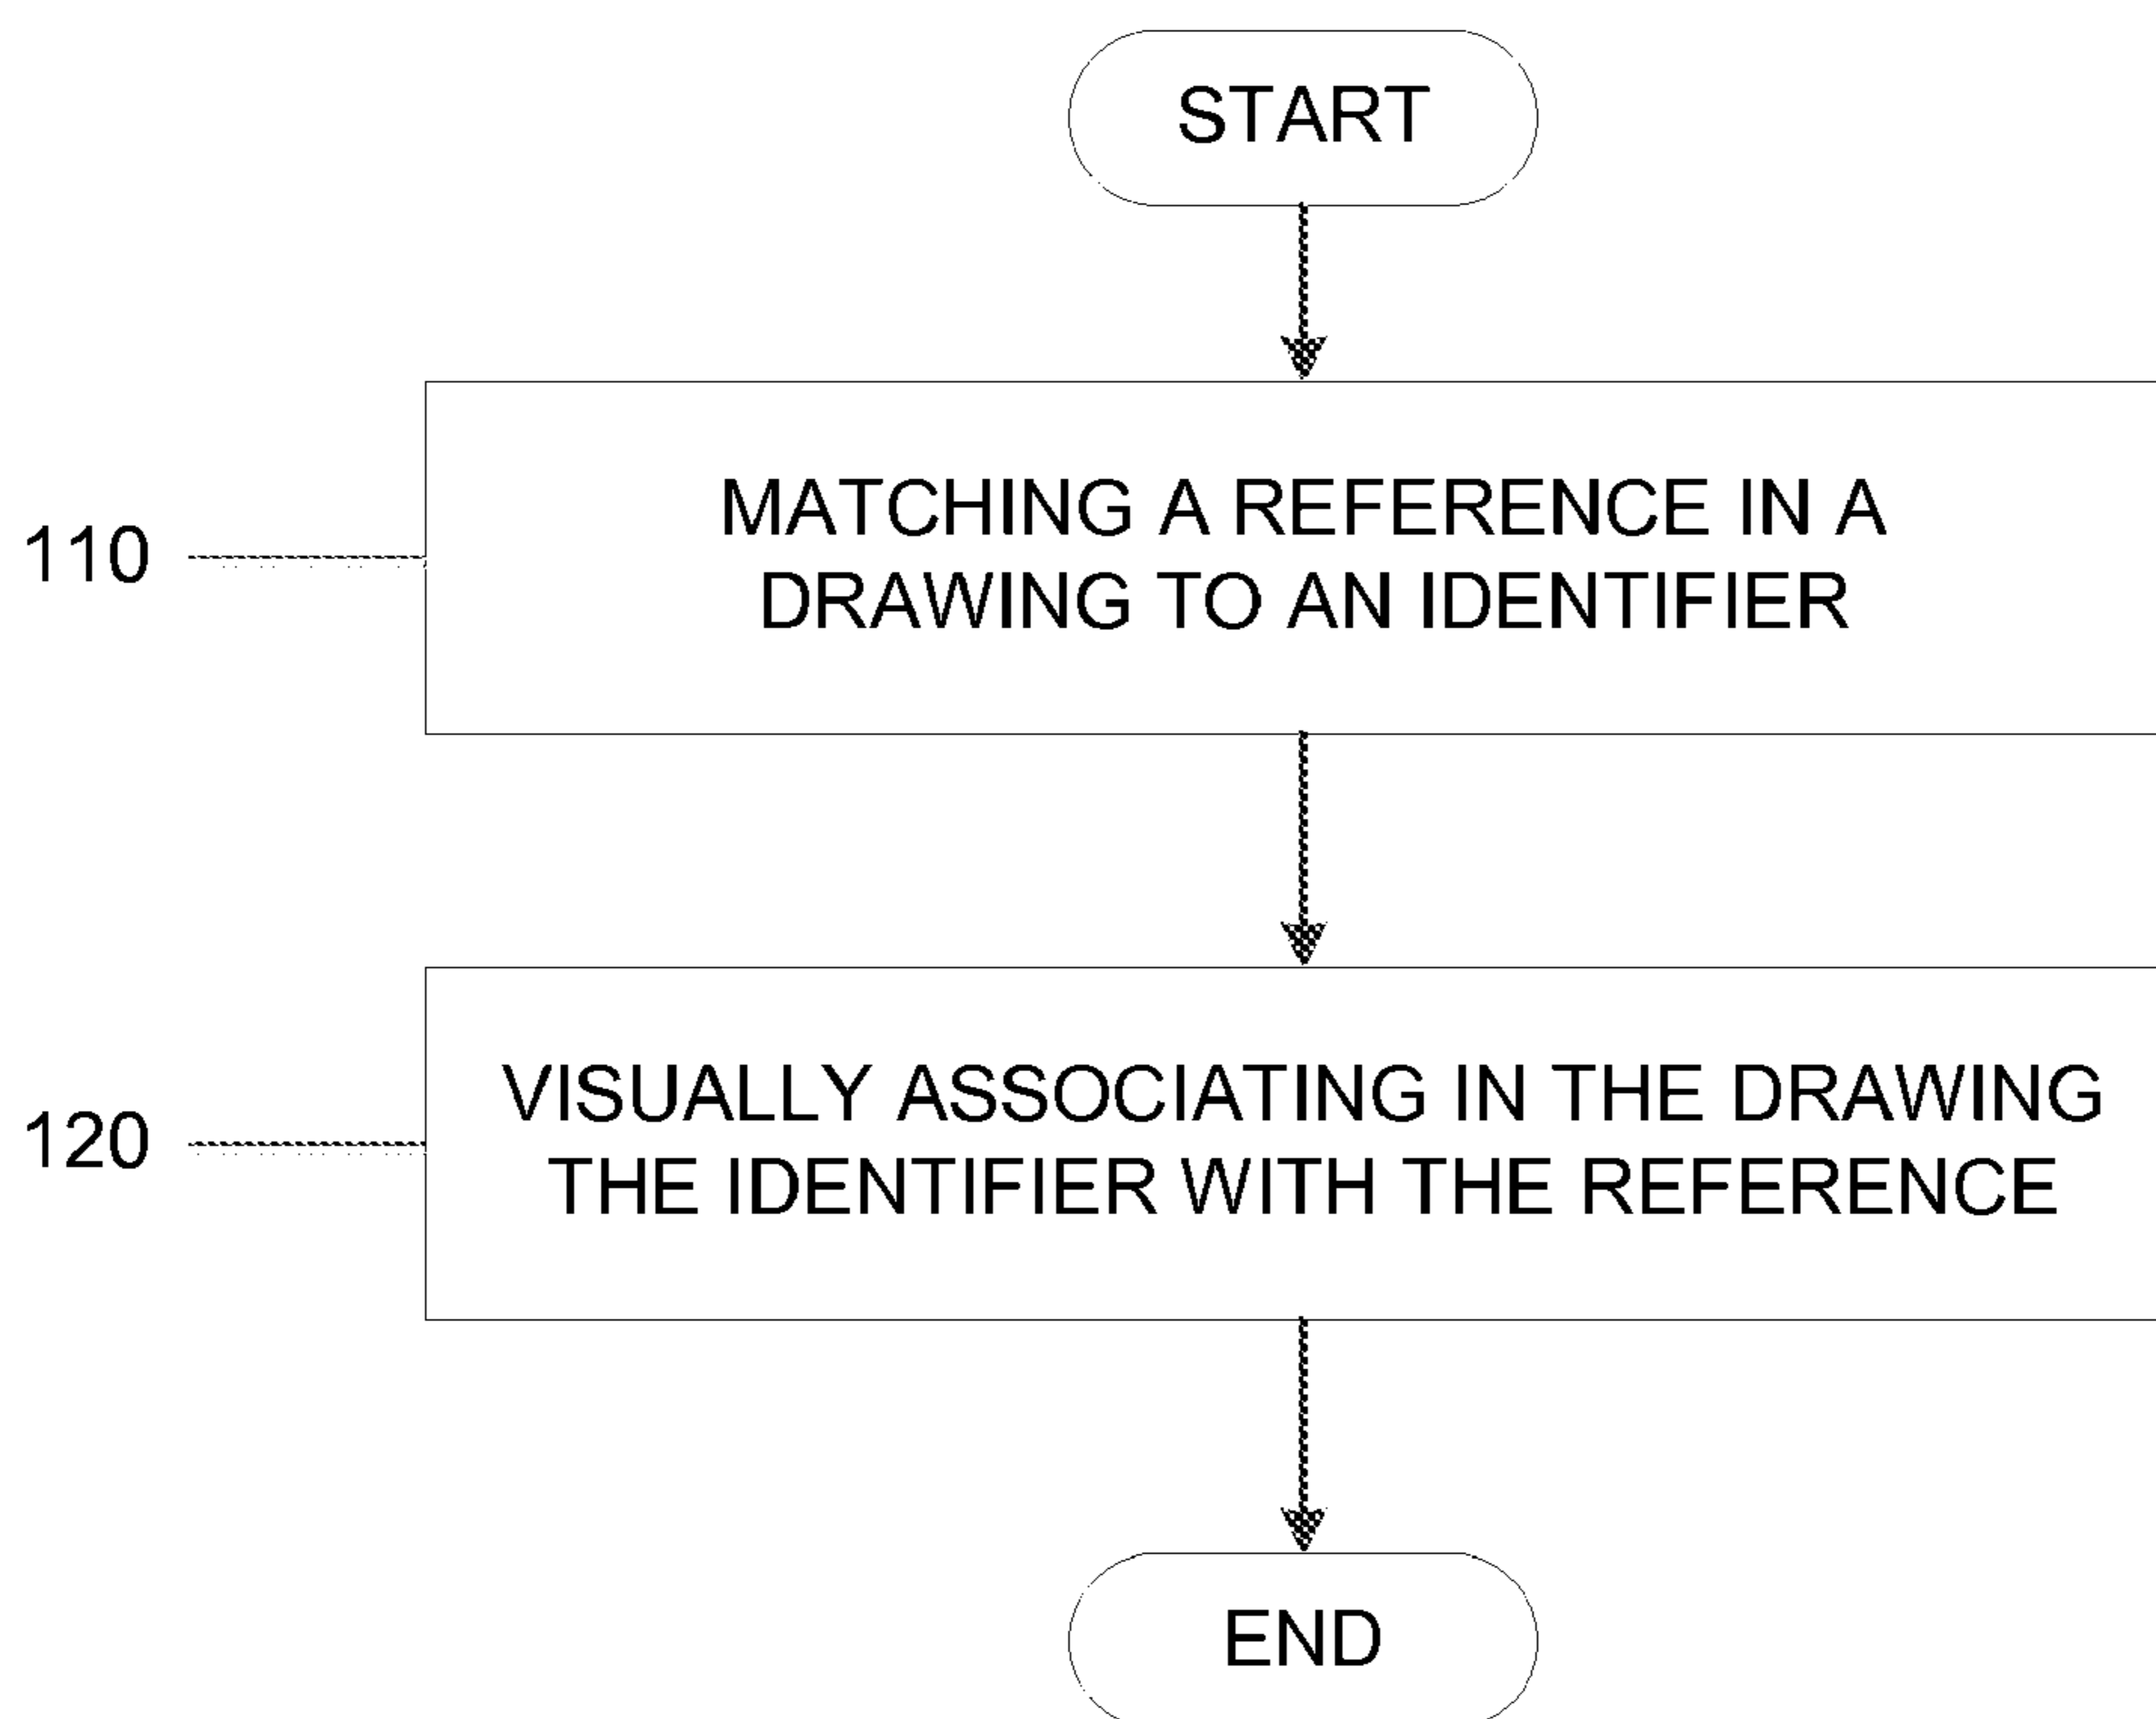 START
110
MATCHING A REFERENCE IN A
DRAWING TO AN IDENTIFIER
120
VISUALLY ASSOCIATING IN THE DRAWING
THE IDENTIFIER WITH THE REFERENCE
END